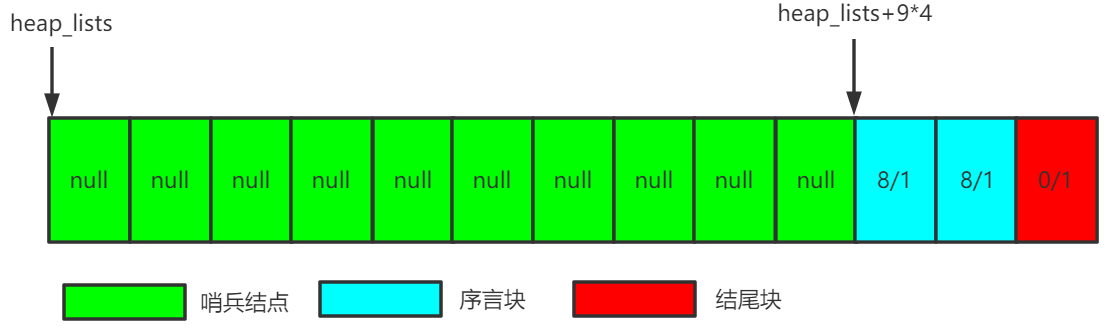 heap_lists
heap_lists+9*4
null null null null null null null null null null 8/1 8/1 0/1
哨兵结点 序言块 结尾块